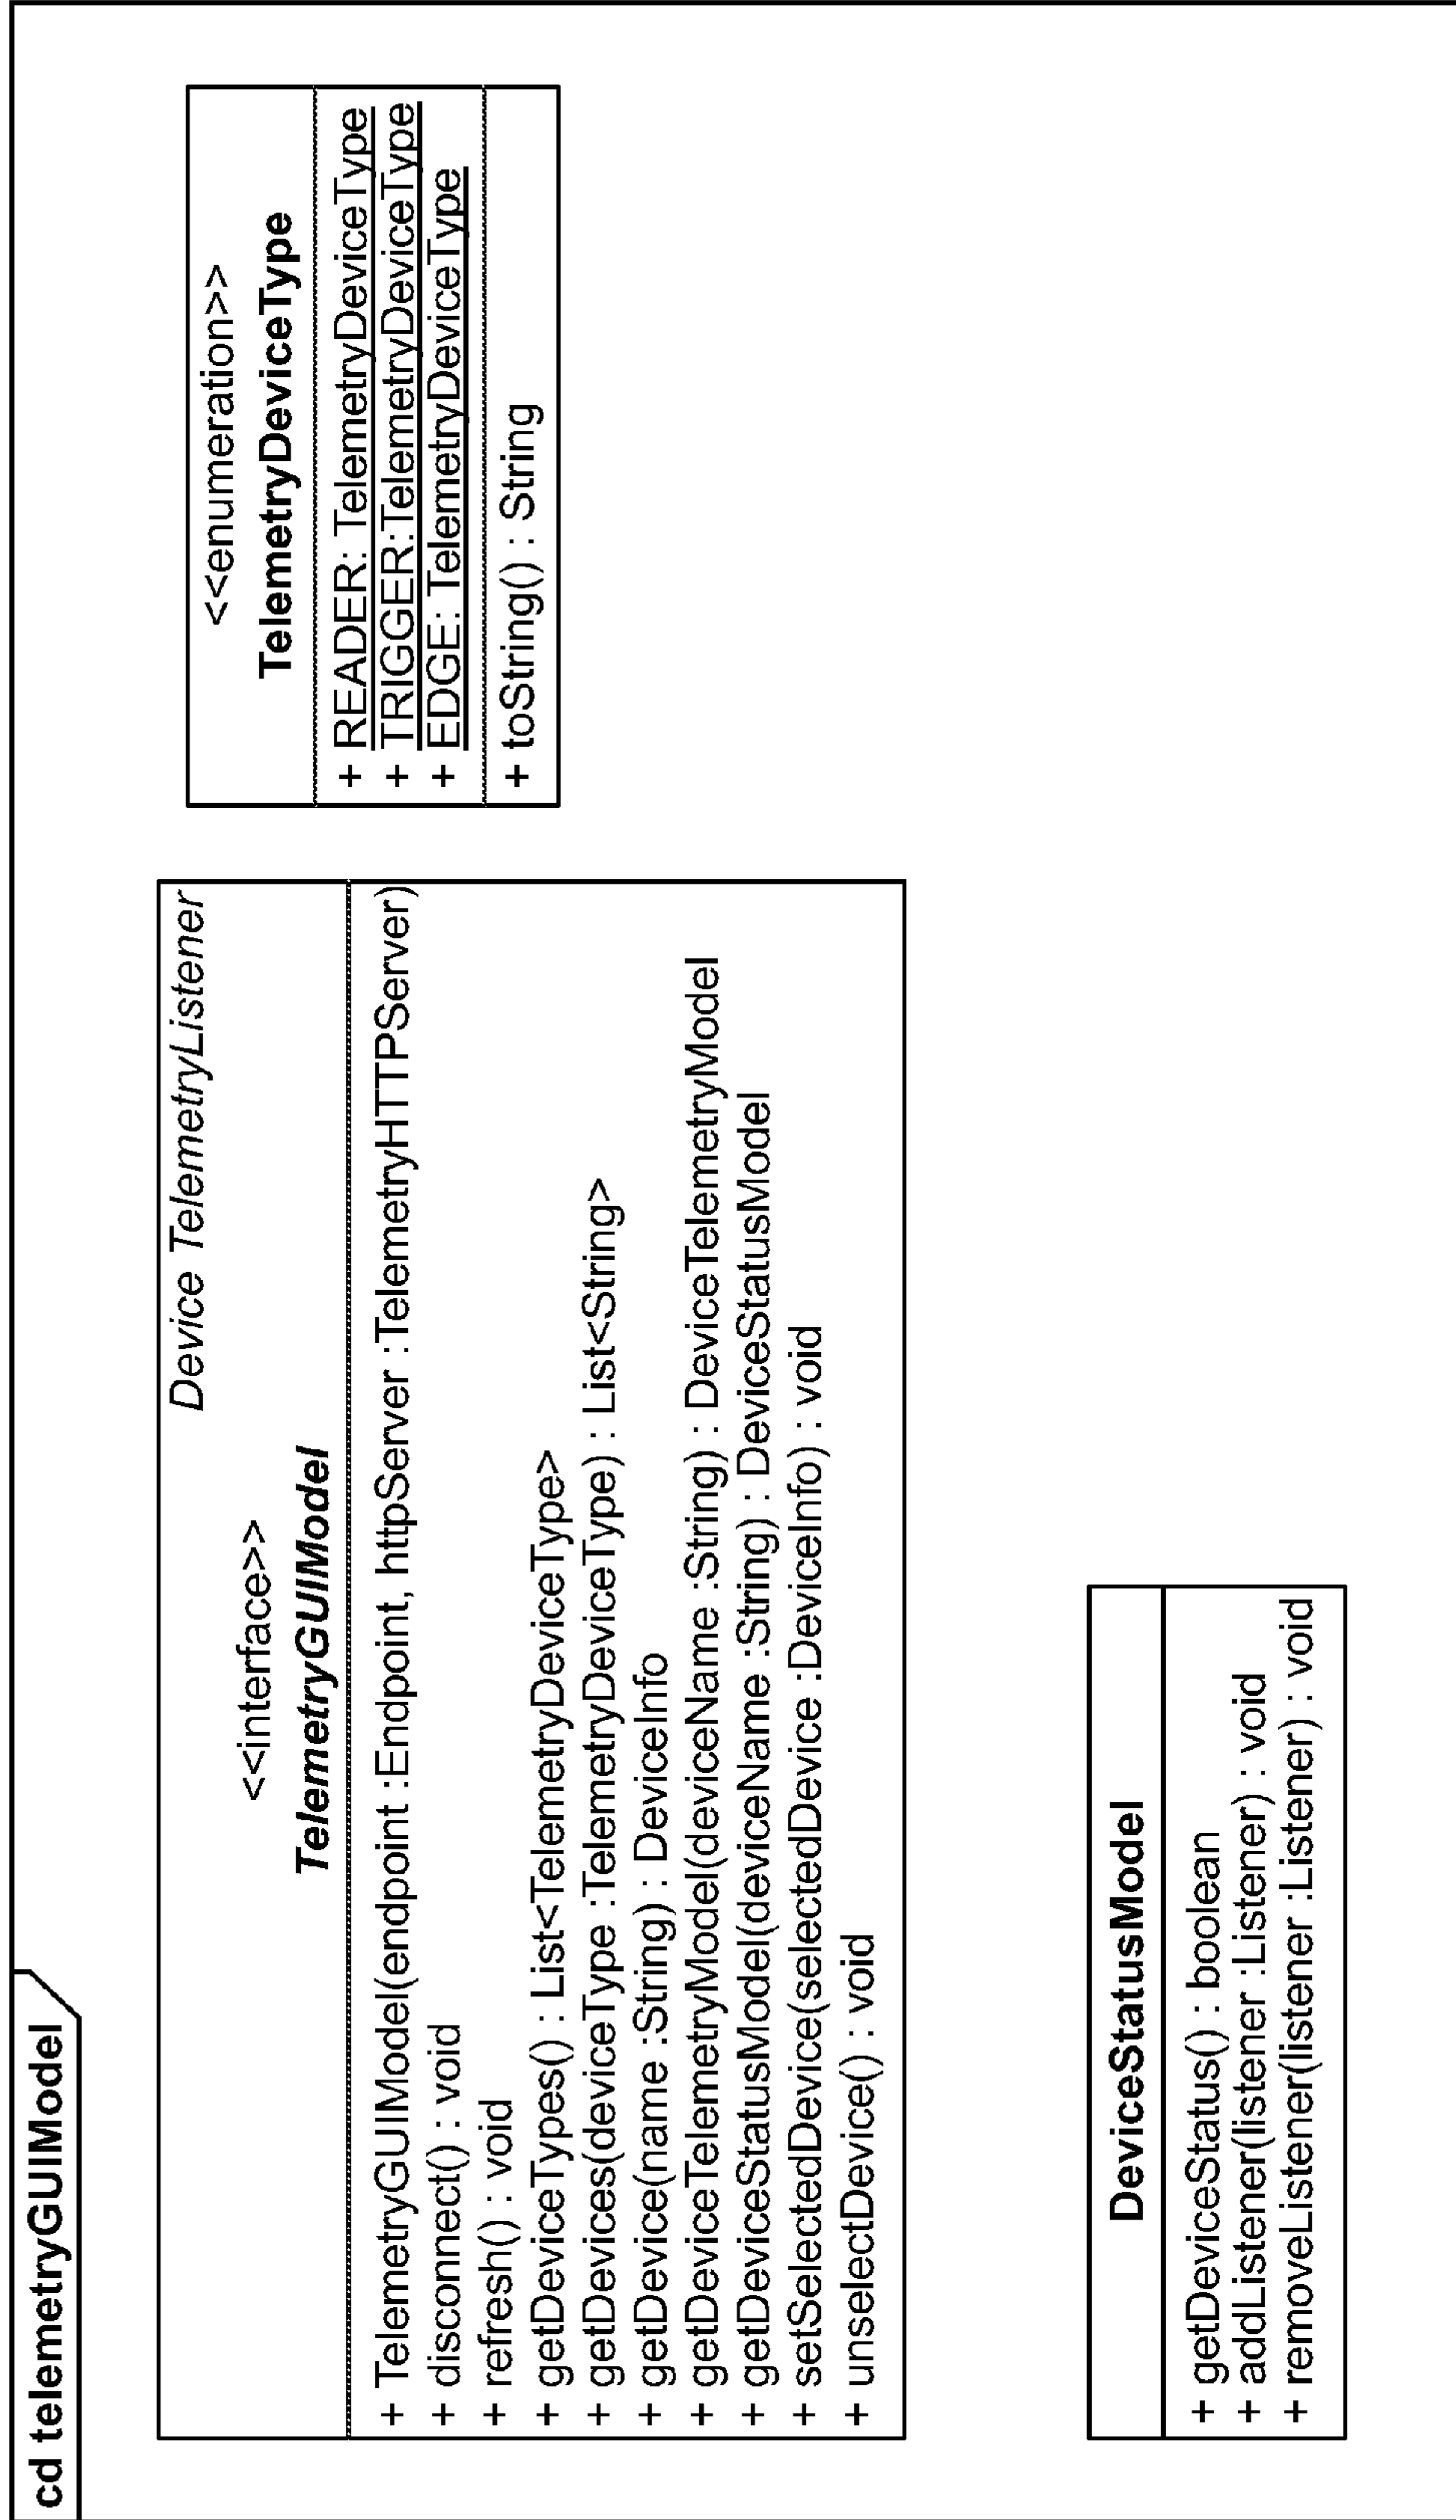 cd telemetryGUIModel
Device TelemetryListener
<<interface>>
TelemetryGUIModel
+ TelemetryGUIModel(endpoint :Endpoint, httpServer :TelemetryHTTPServer)
+ disconnect() : void
+ refresh() : void
+ getDeviceTypes() : List<TelemetryDeviceType>
+ getDevices(deviceType :TelemetryDeviceType) : List<String>
+ getDevice(name :String) : DeviceInfo
+ getDeviceTelemetryModel(deviceName :String) : DeviceTelemetryModel
+ getDeviceStatusModel(deviceName :String) : DeviceStatusModel
+ setSelectedDevice(selectedDevice :DeviceInfo) : void
+ unselectDevice() : void
<<enumeration>>
TelemetryDeviceType
+ READER: TelemetryDeviceType
+ TRIGGER:TelemetryDeviceType
+ EDGE: TelemetryDeviceType
+ toString() : String
DeviceStatusModel
+ getDeviceStatus() : boolean
+ addListener(listener :Listener) : void
+ removeListener(listener :Listener) : void